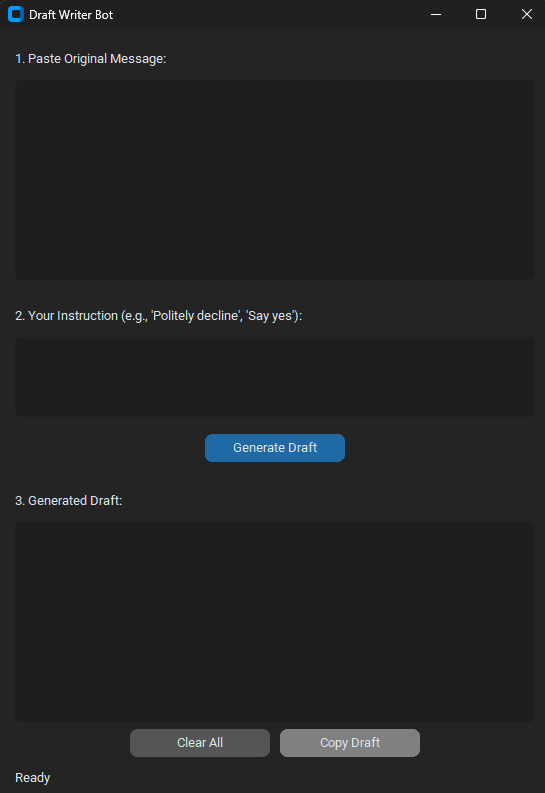 Draft Writer Bot
1. Paste Original Message:
2. Your Instruction (e.g., 'Politely decline', 'Say yes'):
Generate Draft
3. Generated Draft:
Clear All
Copy Draft
Ready